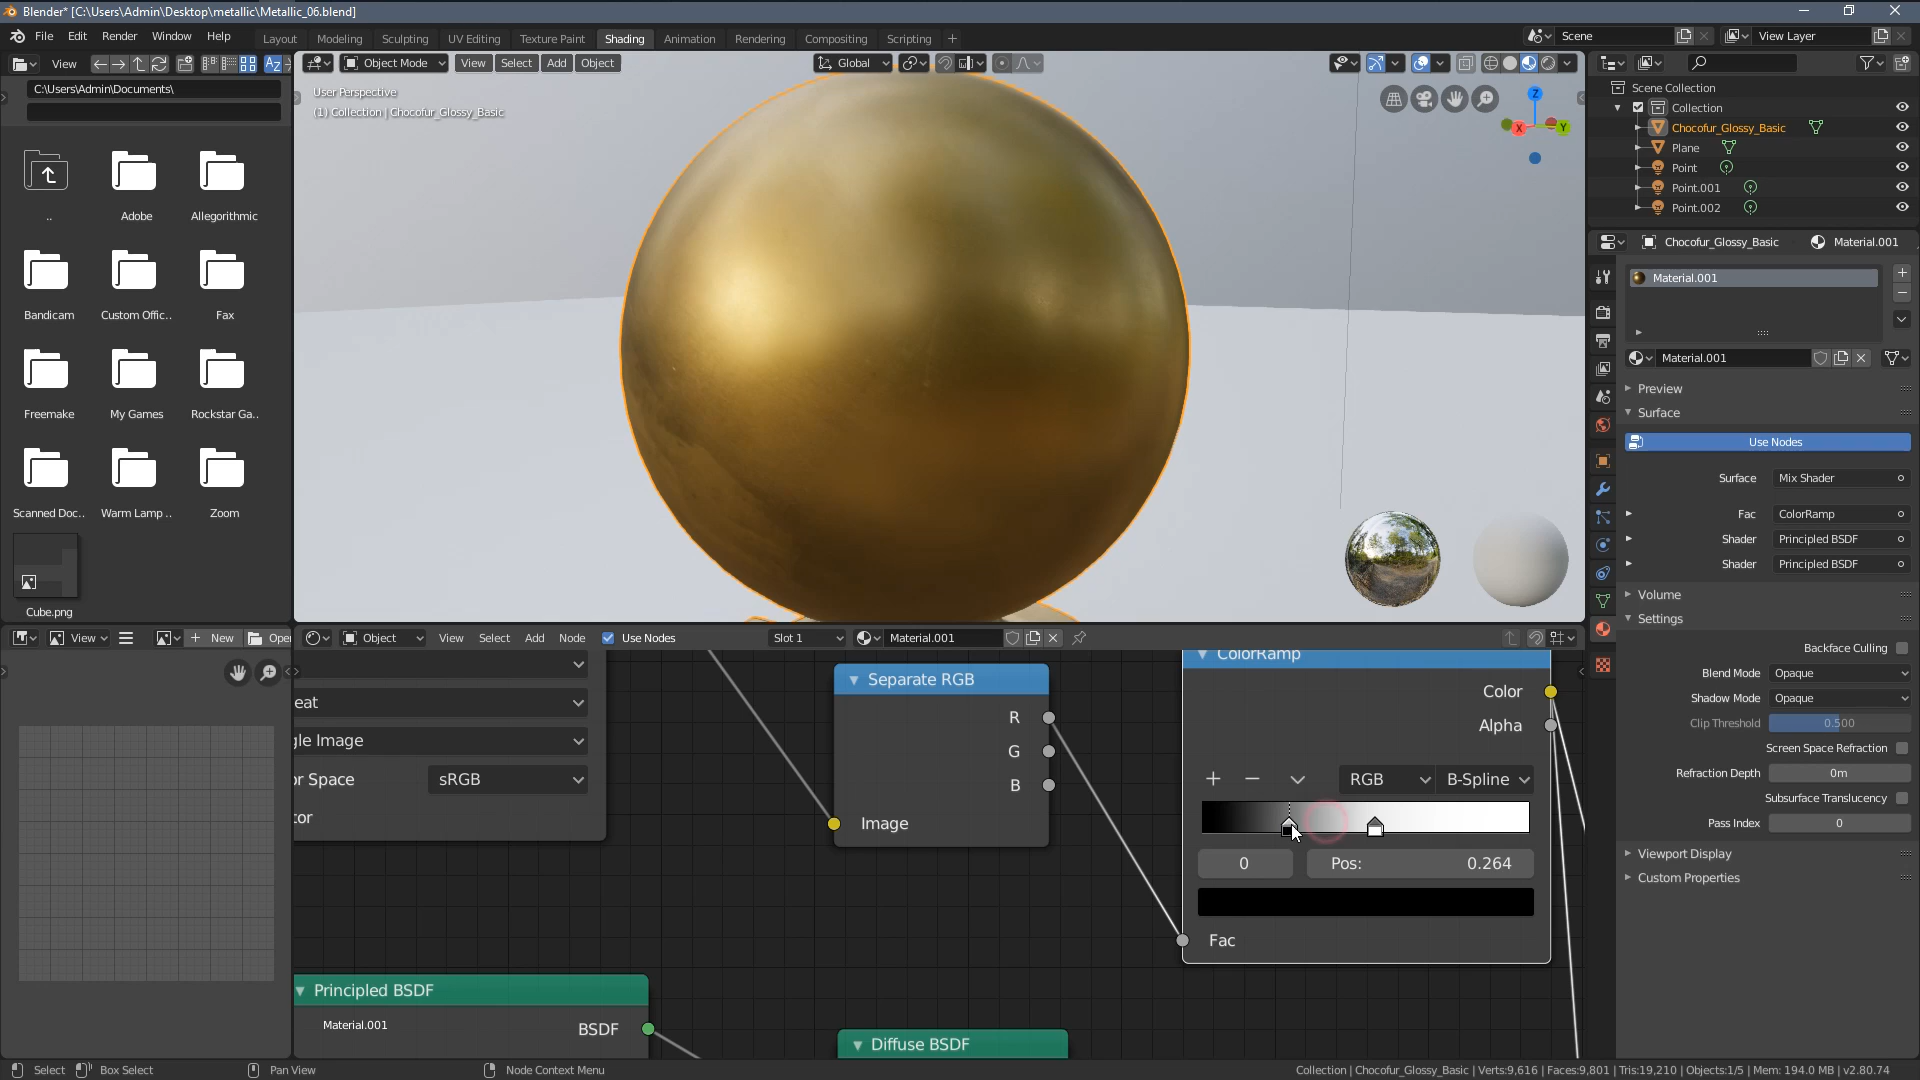 Blender* [C:\Users\Admin\Desktop\metallic\Metallic_06.blend]
File Edit Render Window Help
Layout Modeling Sculpting UV Editing Texture Paint Shading Animation Rendering Compositing Scripting +
Scene
View Layer
View
C:\Users\Admin\Documents\
..
Adobe
Allegorithmic
Bandicam
Custom Offic..
Fax
Freemake
My Games
Rockstar Ga..
Scanned Doc..
Warm Lamp ..
Zoom
Cube.png
Object Mode
View Select Add Object
Global
User Perspective
(1) Collection | Chocofur_Glossy_Basic
Z
X
Y
Scene Collection
Collection
Chocofur_Glossy_Basic
Plane
Point
Point.001
Point.002
Chocofur_Glossy_Basic Material.001
Material.001
Material.001
Preview
Surface
Use Nodes
Surface Mix Shader
Fac ColorRamp
Shader Principled BSDF
Shader Principled BSDF
Volume
Settings
Backface Culling
Blend Mode Opaque
Shadow Mode Opaque
Clip Threshold 0.500
Screen Space Refraction
Refraction Depth 0m
Subsurface Translucency
Pass Index 0
Viewport Display
Custom Properties
View
+ New
Oper
Object View Select Add Node Use Nodes Slot 1 Material.001
eat
gle Image
or Space sRGB
tor
Separate RGB
R
G
B
Image
ColorRamp
Color
Alpha
RGB B-Spline
0 Pos: 0.264
Fac
Principled BSDF
Material.001
BSDF
Diffuse BSDF
Select Box Select Pan View Node Context Menu
Collection | Chocofur_Glossy_Basic | Verts:9,616 | Faces:9,801 | Tris:19,210 | Objects:1/5 | Mem: 194.0 MB | v2.80.74